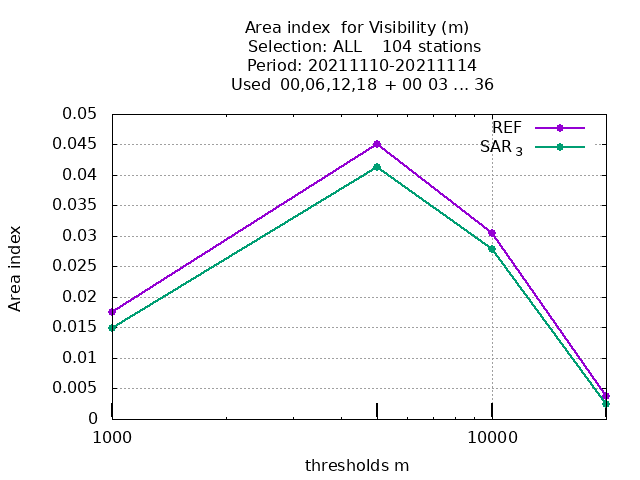 Area index  for Visibility (m)
Selection: ALL    104 stations
Period: 20211110-20211114
Used  00,06,12,18  + 00 03 ... 36
0.05
0.045
0.04
0.035
0.03
0.025
0.02
0.015
0.01
0.005
0
Area index
REF
SAR 3
1000
10000
thresholds m